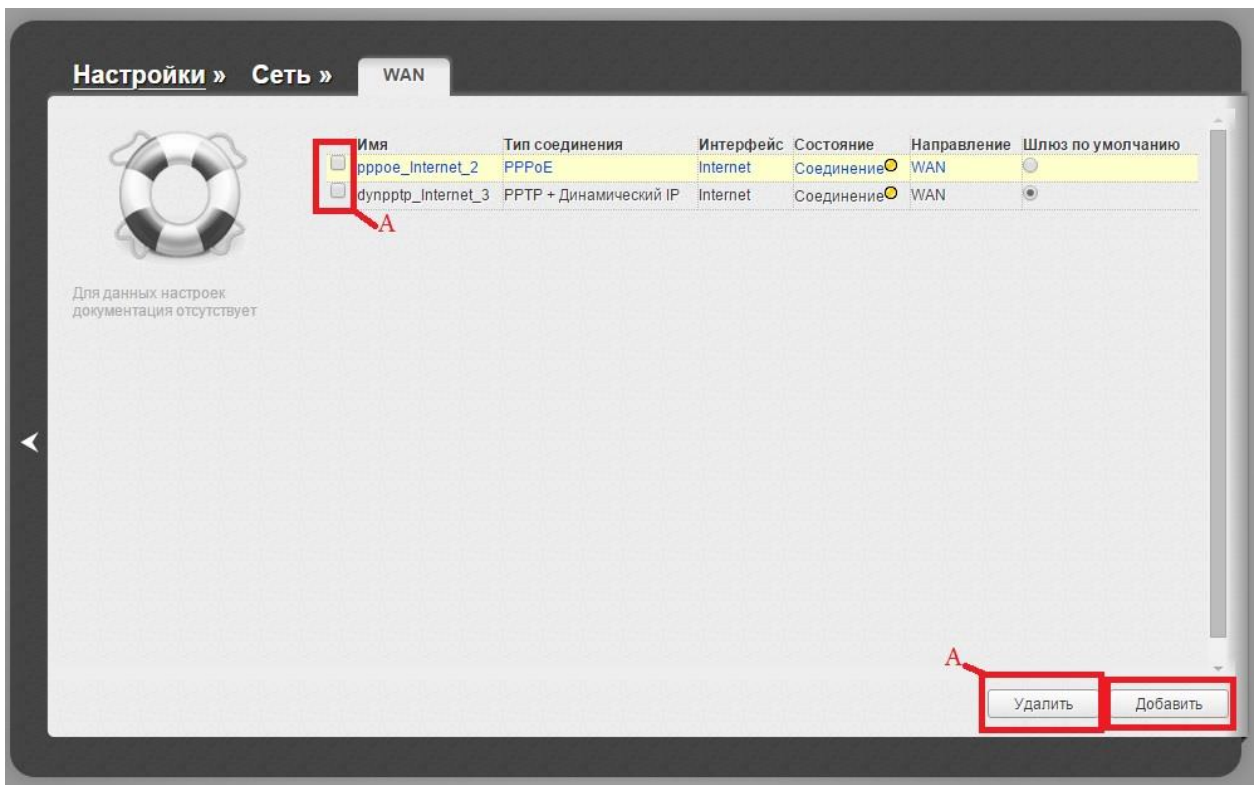 Настройки » Сеть » WAN
Имя Тип соединения Интерфейс Состояние Направление Шлюз по умолчанию
pppoe_Internet_2 PPPoE Internet Соединение WAN
dynpptp_Internet_3 PPTP + Динамический IP Internet Соединение WAN
A
Для данных настроек
документация отсутствует
A
Удалить Добавить